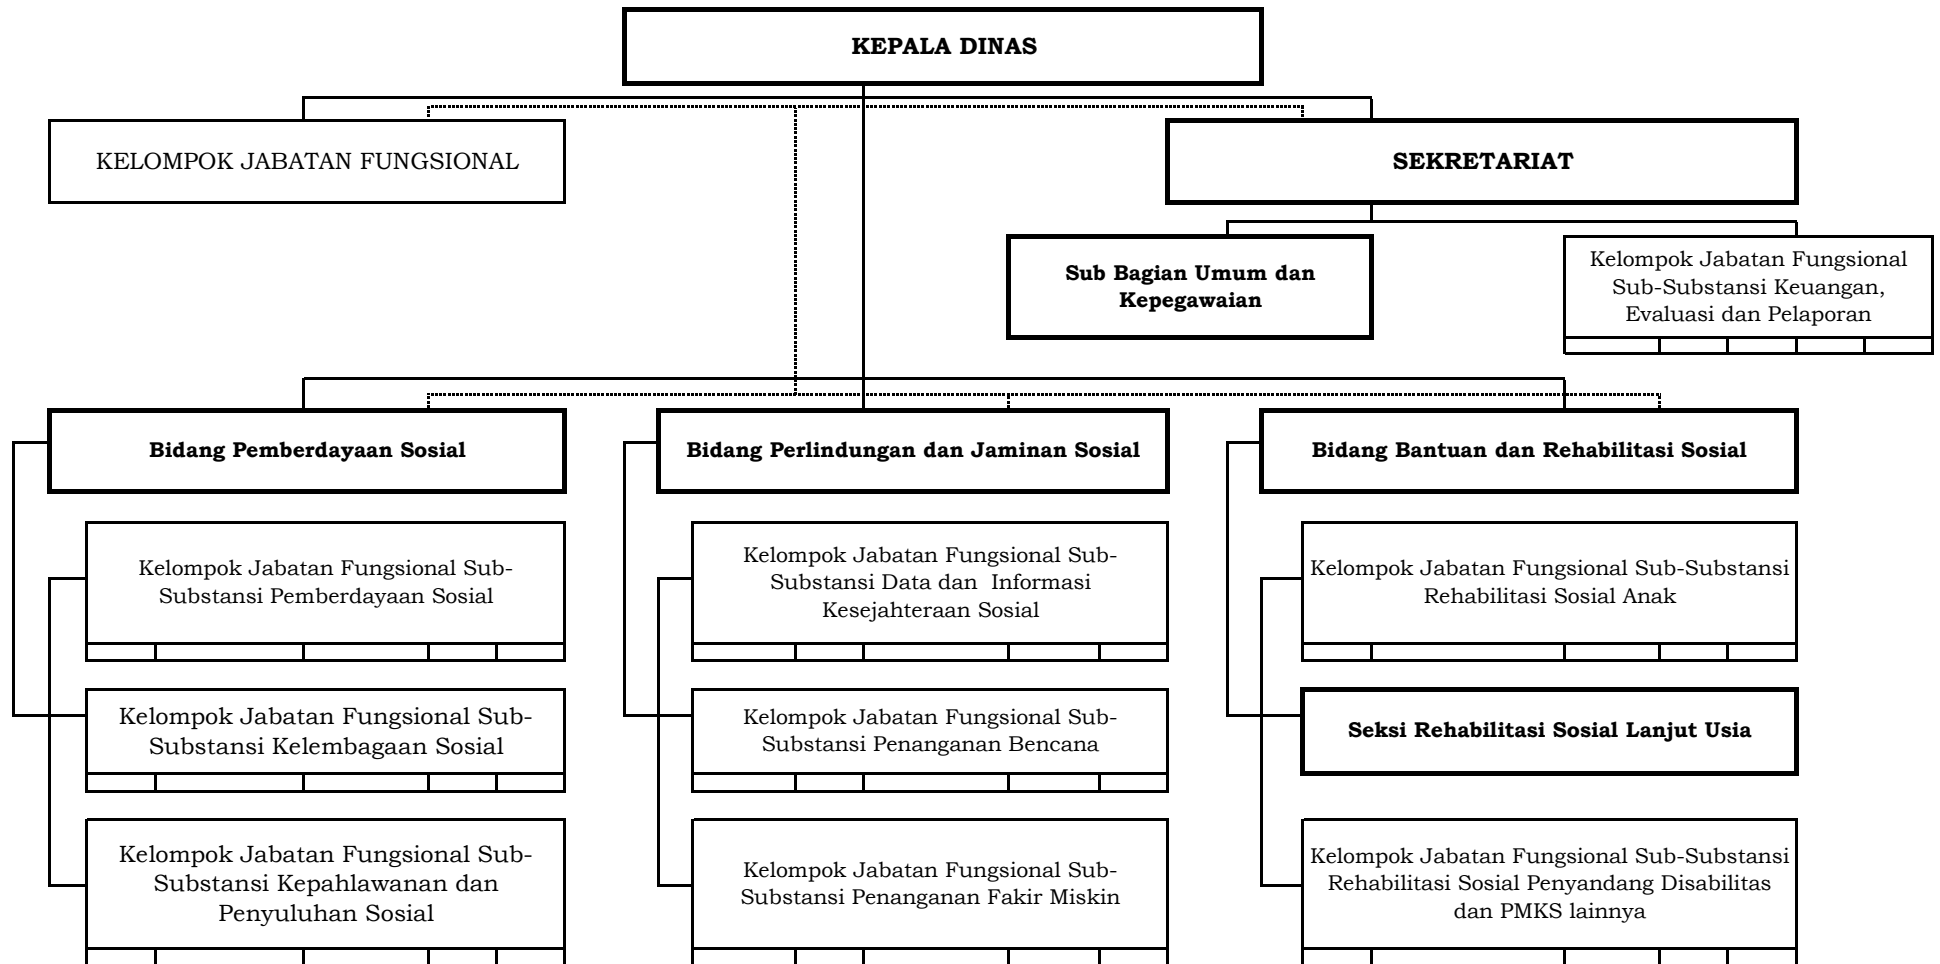 KEPALA DINAS
KELOMPOK JABATAN FUNGSIONAL
SEKRETARIAT
Sub Bagian Umum dan
Kepegawaian
Kelompok Jabatan Fungsional
Sub-Substansi Keuangan,
Evaluasi dan Pelaporan
Bidang Pemberdayaan Sosial
Bidang Perlindungan dan Jaminan Sosial
Bidang Bantuan dan Rehabilitasi Sosial
Kelompok Jabatan Fungsional Sub-
Substansi Pemberdayaan Sosial
Kelompok Jabatan Fungsional Sub-
Substansi Data dan  Informasi
Kesejahteraan Sosial
Kelompok Jabatan Fungsional Sub-Substansi
Rehabilitasi Sosial Anak
Kelompok Jabatan Fungsional Sub-
Substansi Kelembagaan Sosial
Kelompok Jabatan Fungsional Sub-
Substansi Penanganan Bencana
Seksi Rehabilitasi Sosial Lanjut Usia
Kelompok Jabatan Fungsional Sub-
Substansi Kepahlawanan dan
Penyuluhan Sosial
Kelompok Jabatan Fungsional Sub-
Substansi Penanganan Fakir Miskin
Kelompok Jabatan Fungsional Sub-Substansi
Rehabilitasi Sosial Penyandang Disabilitas
dan PMKS lainnya